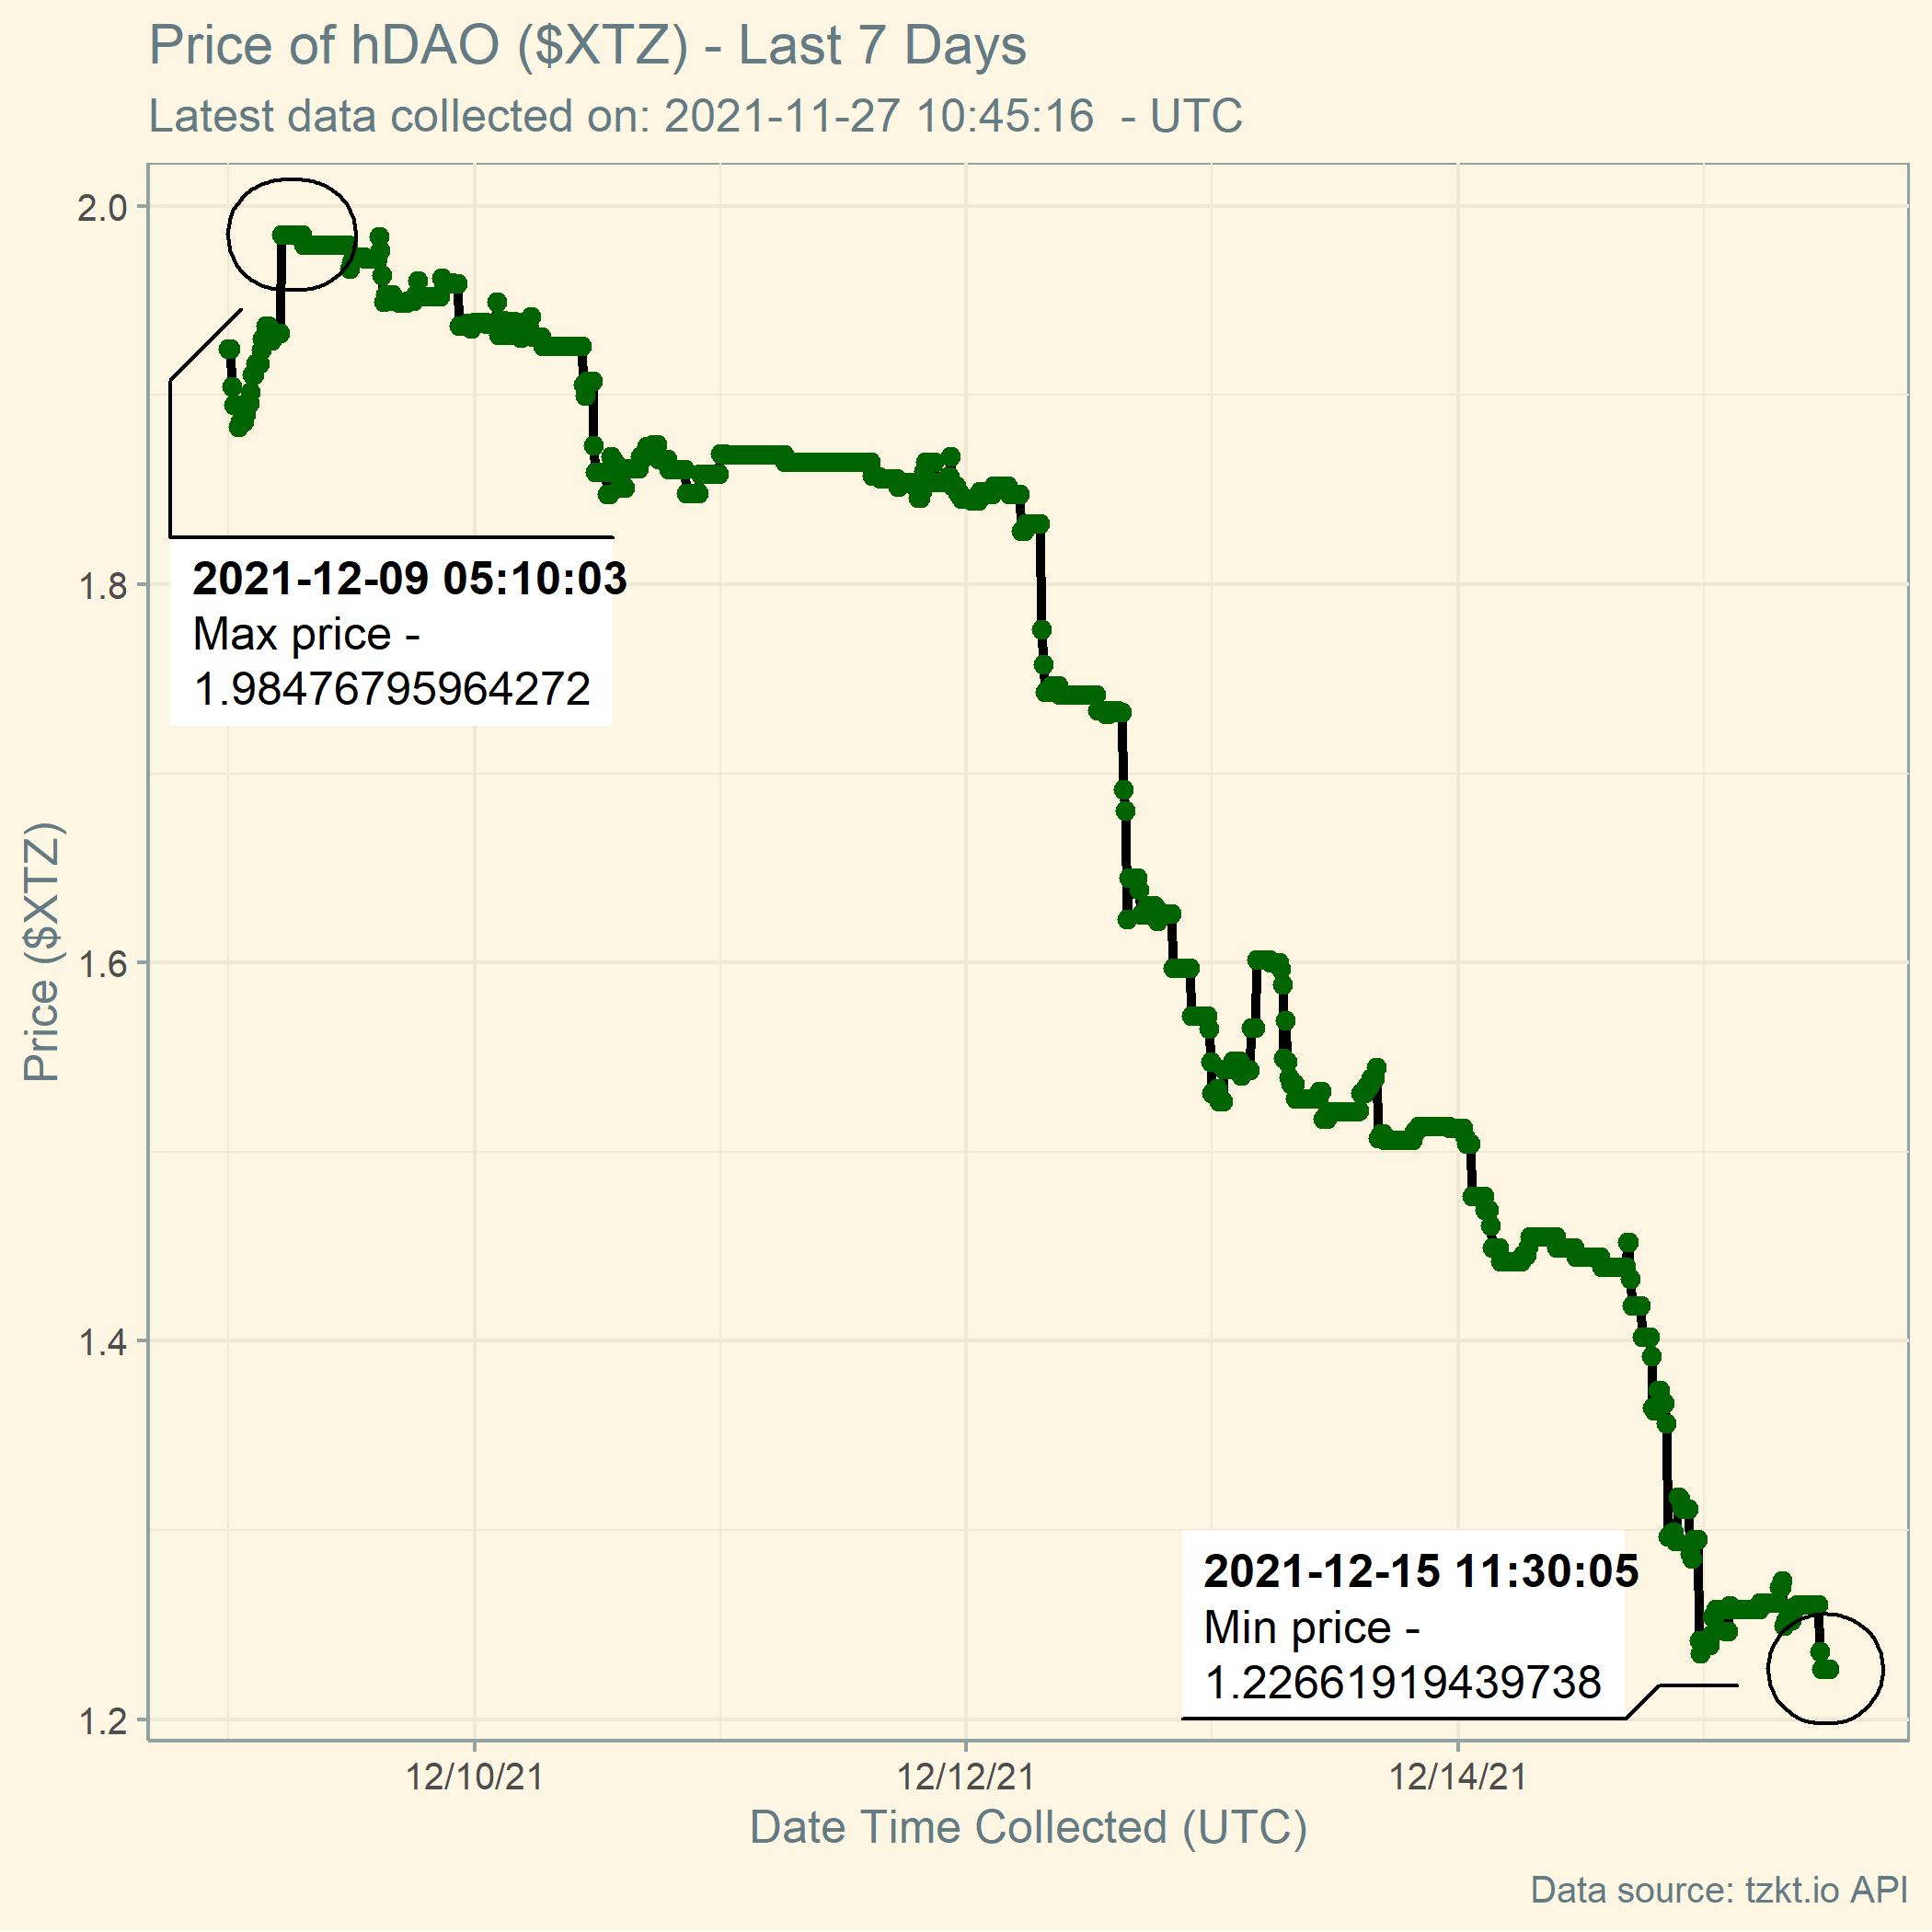 Price of hDAO ($XTZ) - Last 7 Days
Latest data collected on: 2021-11-27 10:45:16 - UTC
2.0
1.8
1.6
1.4
1.2
Price ($XTZ)
2021-12-09 05:10:03
Max price -
1.98476795964272
2021-12-15 11:30:05
Min price -
1.22661919439738
12/10/21
12/12/21
12/14/21
Date Time Collected (UTC)
Data source: tzkt.io API